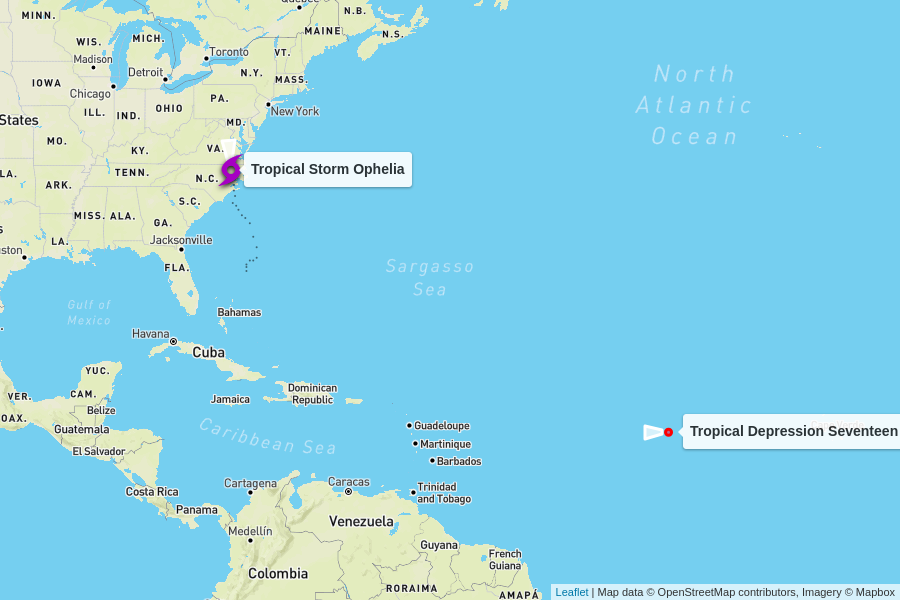 MINN.
Québec
N.B.
MAINE
N.S.
WIS.
MICH.
Toronto
VT.
Madison
Detroit
N.Y.
MASS.
IOWA
Chicago
PA.
New York
States
ILL.
IND.
OHIO
MD.
MO.
KY.
VA.
TENN.
N.C.
Tropical Storm Ophelia
LA.
ARK.
S.C.
MISS.
ALA.
GA.
Jacksonville
LA.
ston
FLA.
North
Atlantic
Ocean
Sargasso
Sea
Gulf of
Mexico
Bahamas
Havana
Cuba
YUC.
VER.
CAM.
OAX.
Belize
Jamaica
Dominican
Republic
Guatemala
El Salvador
Caribbean Sea
Guadeloupe
Martinique
Barbados
Tropical Depression Seventeen
Costa Rica
Panama
Cartagena
Caracas
Trinidad
and Tobago
Medellín
Venezuela
Guyana
French
Guiana
Colombia
RORAIMA
AMAPÁ
Leaflet | Map data © OpenStreetMap contributors, Imagery © Mapbox